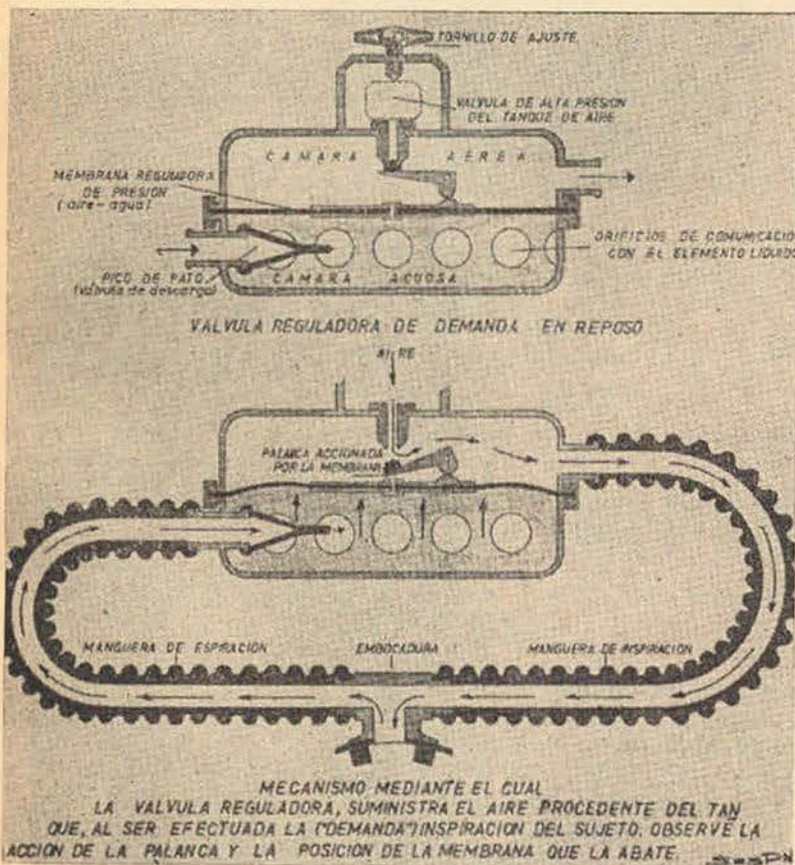 TORNILLO DE AJUSTE
VALVULA DE ALTA PRESION
DEL TANQUE DE AIRE
CAMARA AEREA
MEMBRANA REGULADORA
DE PRESION
(aire-agua)
ORIFICIOS DE COMUNICACIO
CON EL ELEMENTO LIQUIDO
PICO DE PATO
(valvula de descarga)
CAMARA ACUOSA
VALVULA REGULADORA DE DEMANDA EN REPOSO
AIRE
PALANCA ACCIONADA
POR LA MEMBRANA
MANGUERA DE ESPIRACION
EMBOCADURA
MANGUERA DE INSPIRACION
MECANISMO MEDIANTE EL CUAL
LA VALVULA REGULADORA, SUMINISTRA EL AIRE PROCEDENTE DEL TAN
QUE, AL SER EFECTUADA LA ("DEMANDA") INSPIRACION DEL SUJETO. OBSERVE LA
ACCION DE LA PALANCA Y LA POSICION DE LA MEMBRANA QUE LA ABATE.